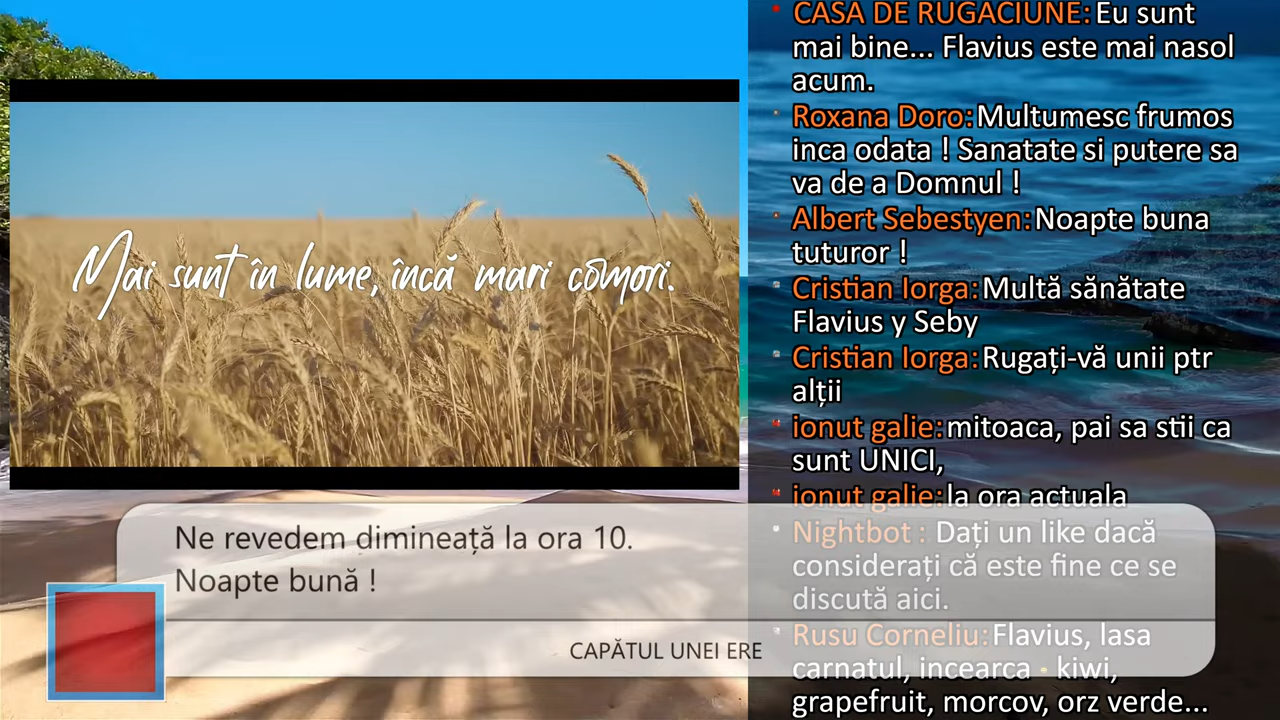 Mai sunt în lume, încă mari comori.
Ne revedem dimineață la ora 10.
Noapte bună !
CAPĂTUL UNEI ERE
CASA DE RUGACIUNE: Eu sunt
mai bine... Flavius este mai nasol
acum.
Roxana Doro: Multumesc frumos
inca odata ! Sanatate si putere sa
va de a Domnul !
Albert Sebestyen: Noapte buna
tuturor !
Cristian Iorga: Multă sănătate
Flavius y Seby
Cristian Iorga: Rugați-vă unii ptr
alții
ionut galie: mitoaca, pai sa stii ca
sunt UNICI,
ionut galie: la ora actuala
Nightbot : Dați un like dacă
considerați că este fine ce se
discută aici.
Rusu Corneliu: Flavius, lasa
carnatul, incearca - kiwi,
grapefruit, morcov, orz verde...